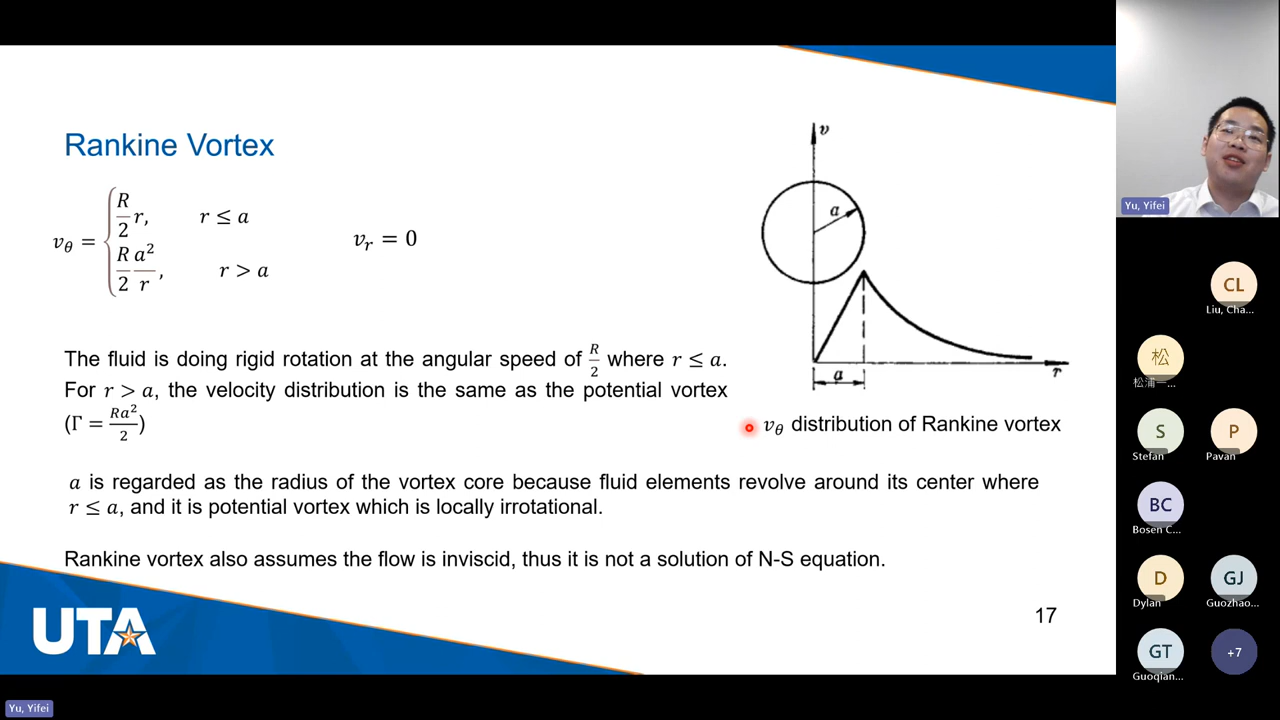 Rankine Vortex
v_θ = { R/2 r, r ≤ a
R/2 a²/r, r > a
v_r = 0
The fluid is doing rigid rotation at the angular speed of R/2 where r ≤ a.
For r > a, the velocity distribution is the same as the potential vortex
(Γ = Ra²/2)
v
a
a
r
v_θ distribution of Rankine vortex
a is regarded as the radius of the vortex core because fluid elements revolve around its center where
r ≤ a, and it is potential vortex which is locally irrotational.
Rankine vortex also assumes the flow is inviscid, thus it is not a solution of N-S equation.
UTA
17
Yu, Yifei
Yu, Yifei
CL
Liu, Cha...
松
松浦一...
S
Stefan
P
Pavan
BC
Bosen C...
D
Dylan
GJ
Guozhao...
GT
Guoqian...
+7